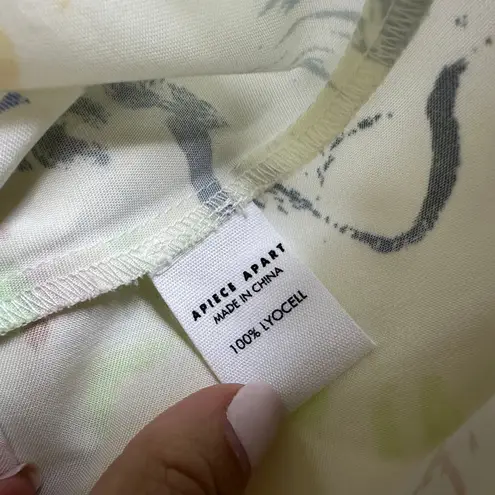 APIECE APART
MADE IN CHINA
100% LYOCELL